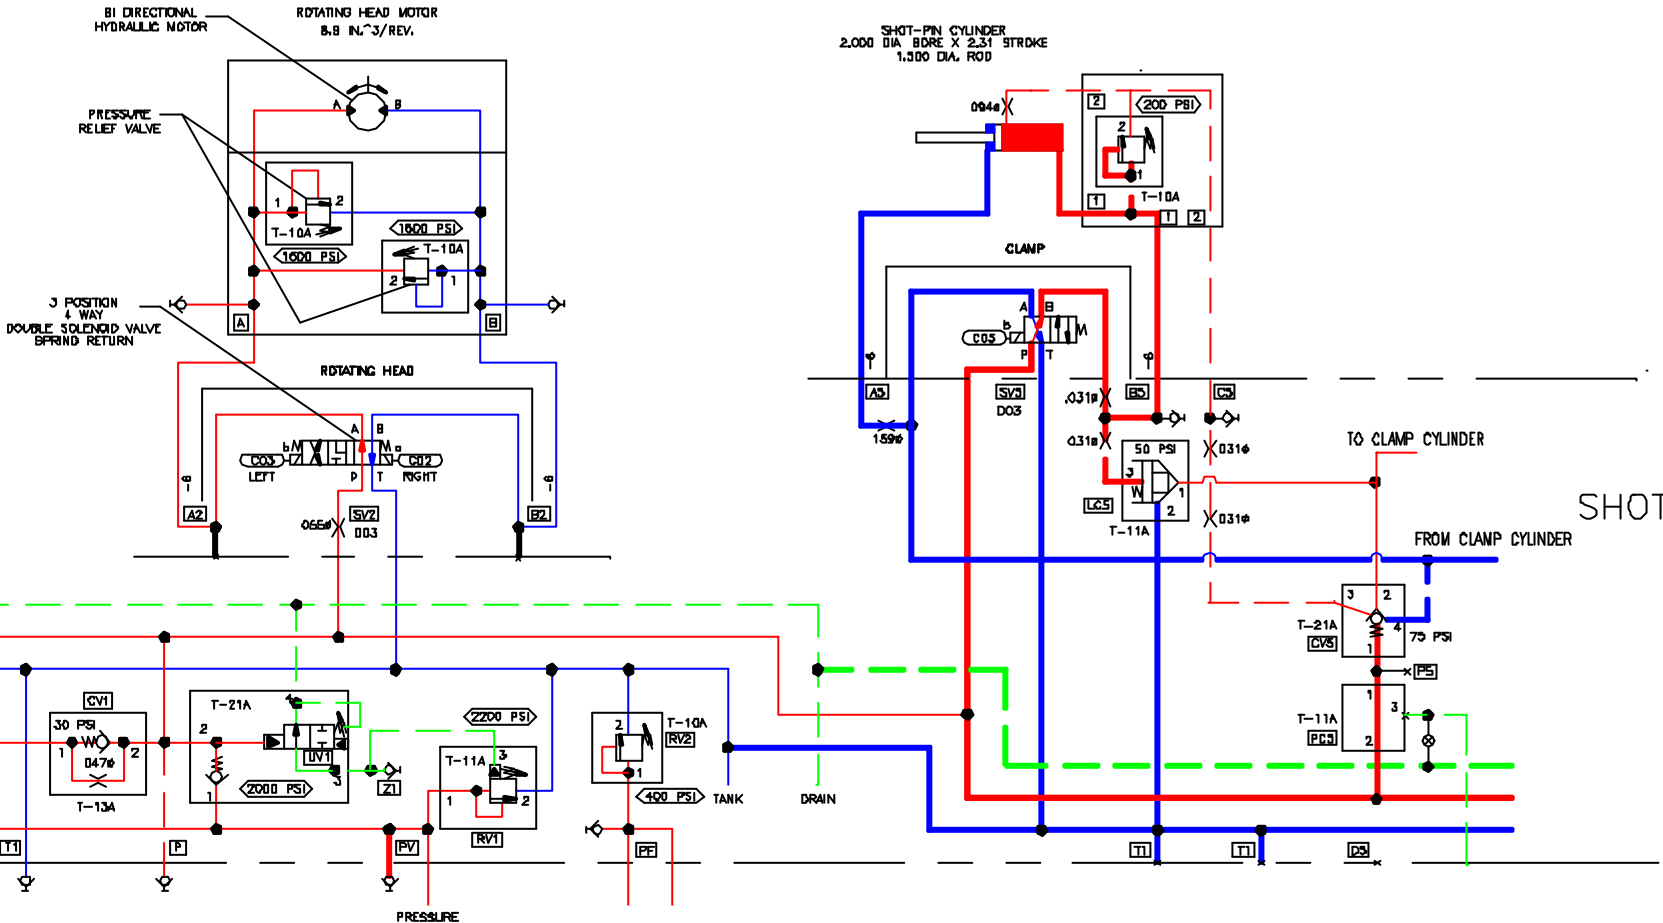 BI DIRECTIONAL
HYDRAULIC MOTOR
ROTATING HEAD MOTOR
8.9 IN.^3/REV.
A
B
PRESSURE
RELIEF VALVE
1
2
T-10A
1600 PSI
1600 PSI
T-10A
2
1
3 POSITION
4 WAY
DOUBLE SOLENOID VALVE
SPRING RETURN
A
B
ROTATING HEAD
A
B
b
a
C03
C02
LEFT
P
T
RIGHT
-6
-6
A2
SV2
B2
D03
SHOT-PIN CYLINDER
2.000 DIA BORE X 2.31 STROKE
1.500 DIA. ROD
.094ø
2
200 PSI
2
1
T-10A
1
1
2
CLAMP
A
B
b
C05
P
T
-6
-6
A5
SV5
B5
C5
D03
.031ø
.159ø
.031ø
.031ø
50 PSI
3
1
2
LC5
T-11A
.031ø
TO CLAMP CYLINDER
SHOT
FROM CLAMP CYLINDER
3
2
T-21A
4
75 PSI
CV5
1
P5
1
3
T-11A
PC5
2
CV1
30 PSI
1
2
.047ø
T-13A
T-21A
4
2
UV1
3
1
2000 PSI
Z1
2200 PSI
T-11A
3
1
2
RV1
2
T-10A
RV2
1
400 PSI
TANK
DRAIN
T1
P
PV
PF
T1
T1
D5
PRESSURE